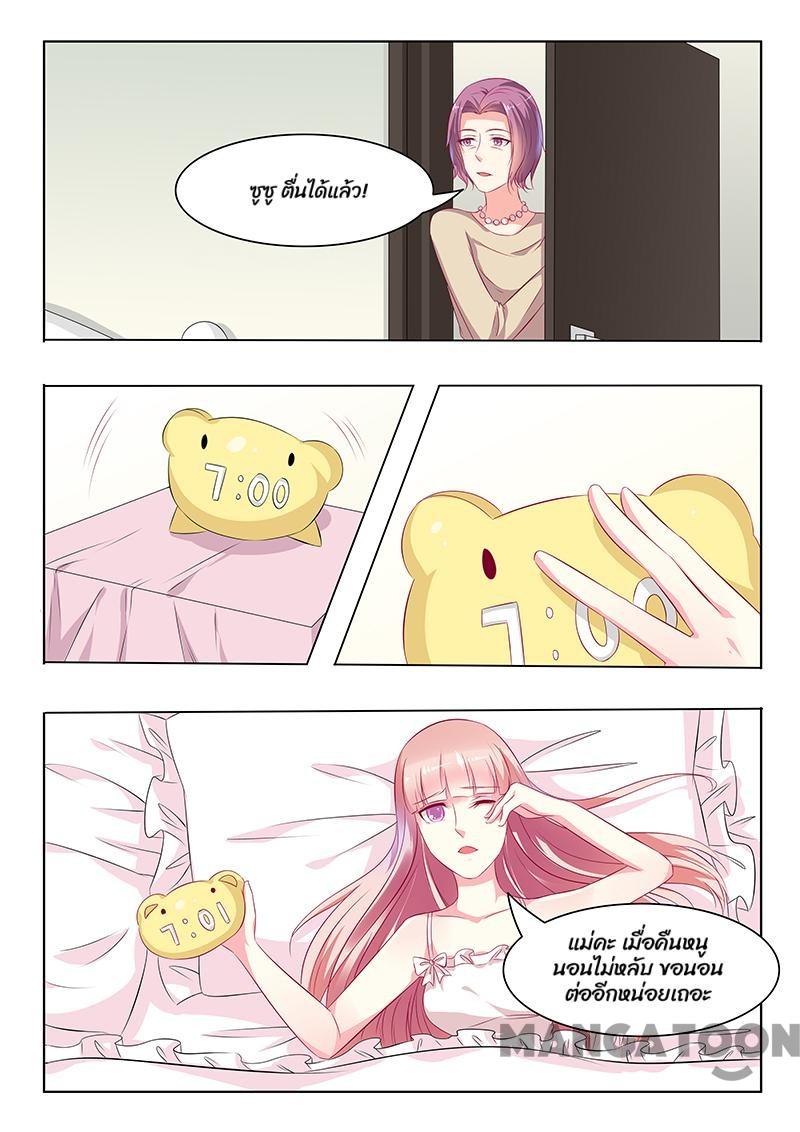 ซูซู ตื่นได้แล้ว!
7:00
7:00
7:01
แม่คะ เมื่อคืนหนู
นอนไม่หลับ ขอนอน
ต่ออีกหน่อยเถอะ
MANGATOON